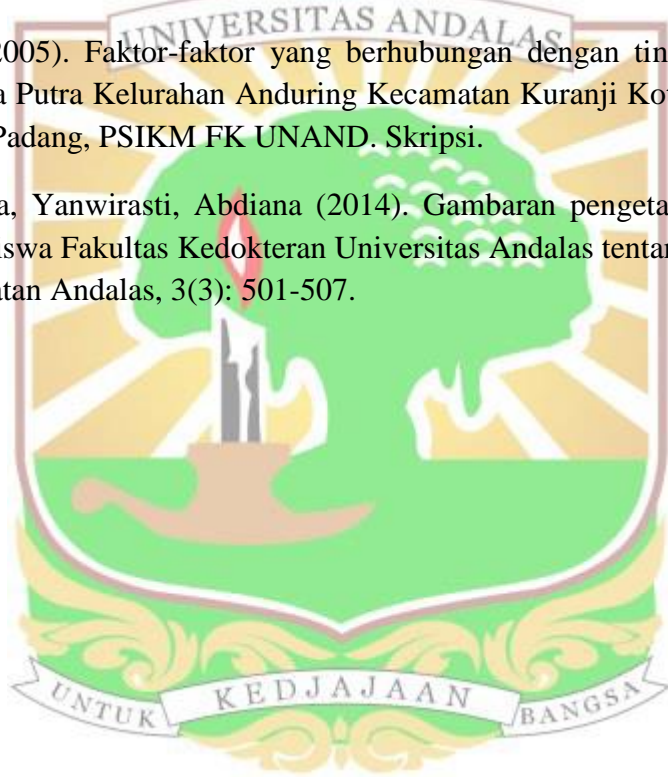 UNIVERSITAS ANDALAS
2005). Faktor-faktor yang berhubungan dengan tin
a Putra Kelurahan Anduring Kecamatan Kuranji Ko
Padang, PSIKM FK UNAND. Skripsi.
a, Yanwirasti, Abdiana (2014). Gambaran pengeta
iswa Fakultas Kedokteran Universitas Andalas tentan
atan Andalas, 3(3): 501-507.
UNTUK KEDJAJAAN BANGSA